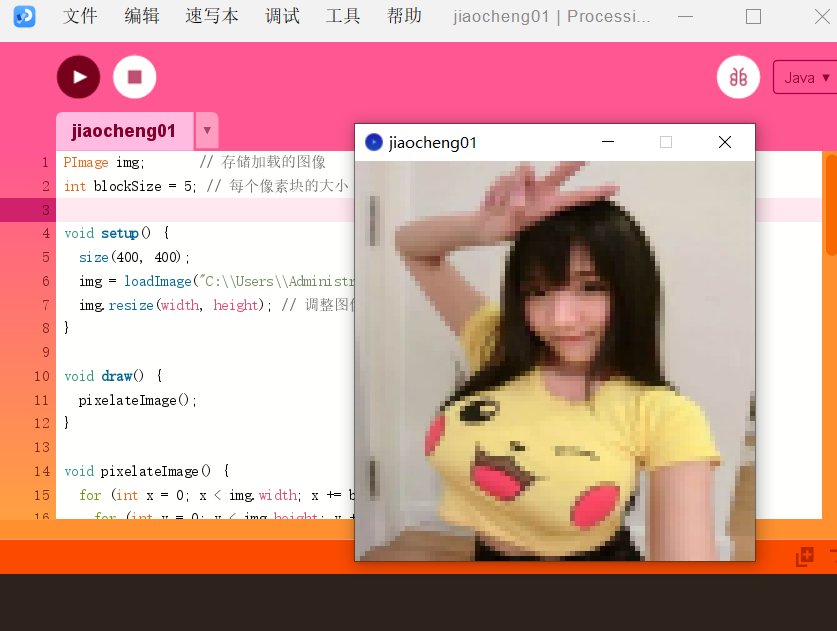 文件 编辑 速写本 调试 工具 帮助 jiaocheng01 | Processi...
Java ▾
jiaocheng01 ▾
jiaocheng01
1 PImage img; // 存储加载的图像
2 int blockSize = 5; // 每个像素块的大小
3
4 void setup() {
5 size(400, 400);
6 img = loadImage("C:\\Users\\Administr
7 img.resize(width, height); // 调整图
8 }
9
10 void draw() {
11 pixelateImage();
12 }
13
14 void pixelateImage() {
15 for (int x = 0; x < img.width; x += b
16 for (int y = 0; y < img.height; y +